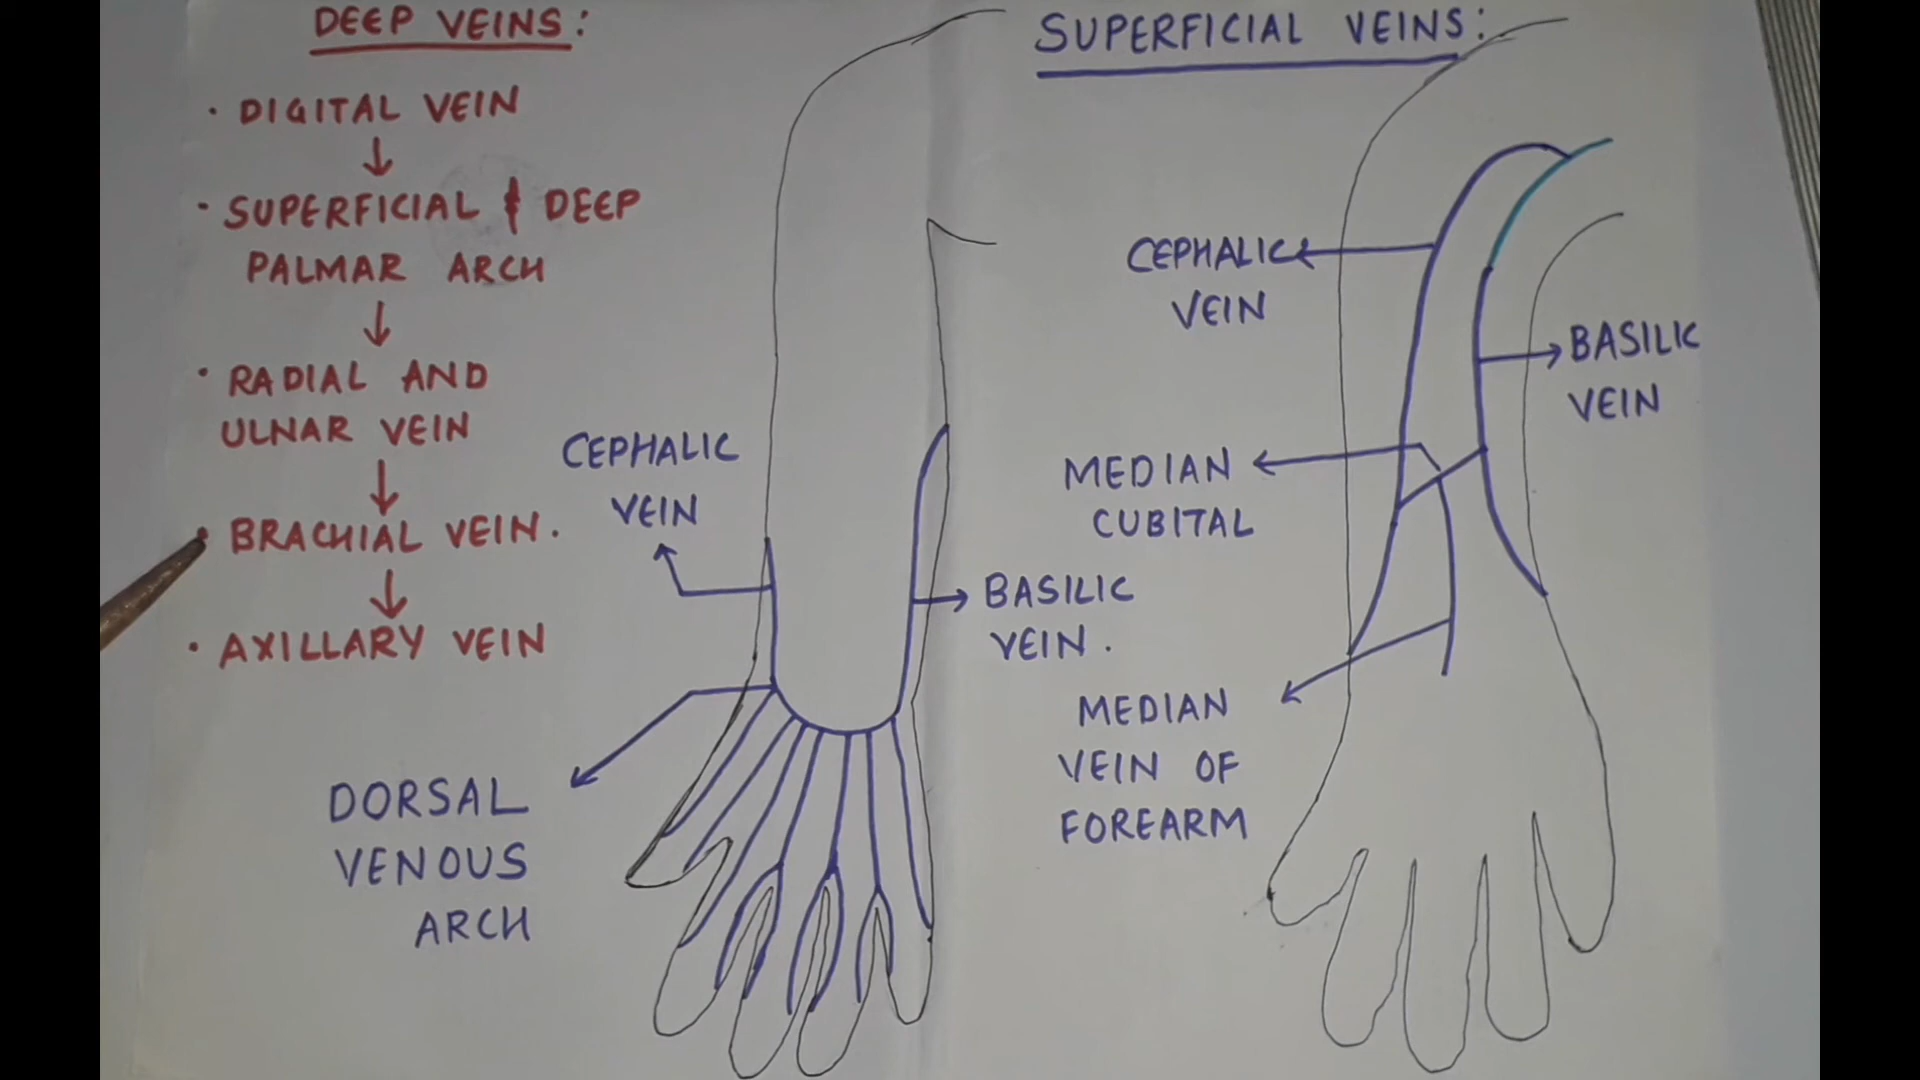 DEEP VEINS:
· DIGITAL VEIN
↓
· SUPERFICIAL & DEEP
PALMAR ARCH
↓
· RADIAL AND
ULNAR VEIN
↓
· BRACHIAL VEIN.
↓
· AXILLARY VEIN
CEPHALIC
VEIN
BASILIC
VEIN.
DORSAL
VENOUS
ARCH
SUPERFICIAL VEINS:
CEPHALIC
VEIN
BASILIC
VEIN
MEDIAN
CUBITAL
MEDIAN
VEIN OF
FOREARM